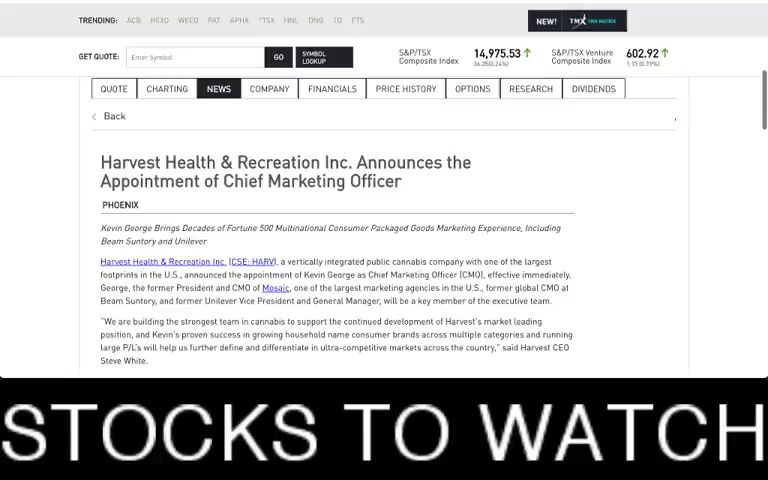 TRENDING: ACB HEXO WEED PAT APHA ^TSX HNL DNG TD FTS
NEW! TMX TMX MATRIX
GET QUOTE: Enter Symbol GO SYMBOL LOOKUP
S&P/TSX Composite Index 14,975.53
36.35(0.24%)
S&P/TSX Venture Composite Index 602.92
1.15 (0.19%)
QUOTE CHARTING NEWS COMPANY FINANCIALS PRICE HISTORY OPTIONS RESEARCH DIVIDENDS
Back
Harvest Health & Recreation Inc. Announces the
Appointment of Chief Marketing Officer
PHOENIX
Kevin George Brings Decades of Fortune 500 Multinational Consumer Packaged Goods Marketing Experience, Including
Beam Suntory and Unilever
Harvest Health & Recreation Inc. (CSE: HARV), a vertically integrated public cannabis company with one of the largest
footprints in the U.S., announced the appointment of Kevin George as Chief Marketing Officer (CMO), effective immediately.
George, the former President and CMO of Mosaic, one of the largest marketing agencies in the U.S., former global CMO at
Beam Suntory, and former Unilever Vice President and General Manager, will be a key member of the executive team.
"We are building the strongest team in cannabis to support the continued development of Harvest's market leading
position, and Kevin's proven success in growing household name consumer brands across multiple categories and running
large P/L's will help us further define and differentiate in ultra-competitive markets across the country," said Harvest CEO
Steve White.
STOCKS TO WATCH